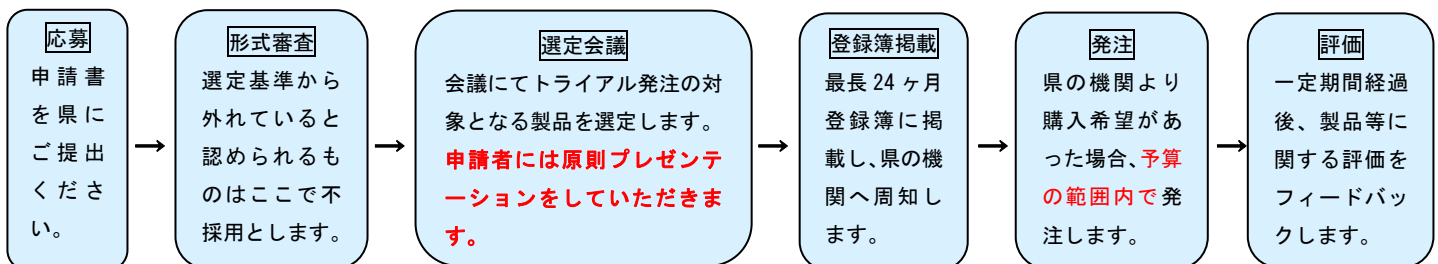 応募
申請書
を県に
ご提出
くださ
い。
形式審査
選定基準から
外れていると
認められるも
のはここで不
採用とします。
選定会議
会議にてトライアル発注の対
象となる製品を選定します。
申請者には原則プレゼンテ
ーションをしていただきま
す。
登録簿掲載
最長24ヶ月
登録簿に掲
載し、県の機
関へ周知し
ます。
発注
県の機関より
購入希望があ
った場合、予算
の範囲内で発
注します。
評価
一定期間経過
後、製品等に
関する評価を
フィードバッ
クします。